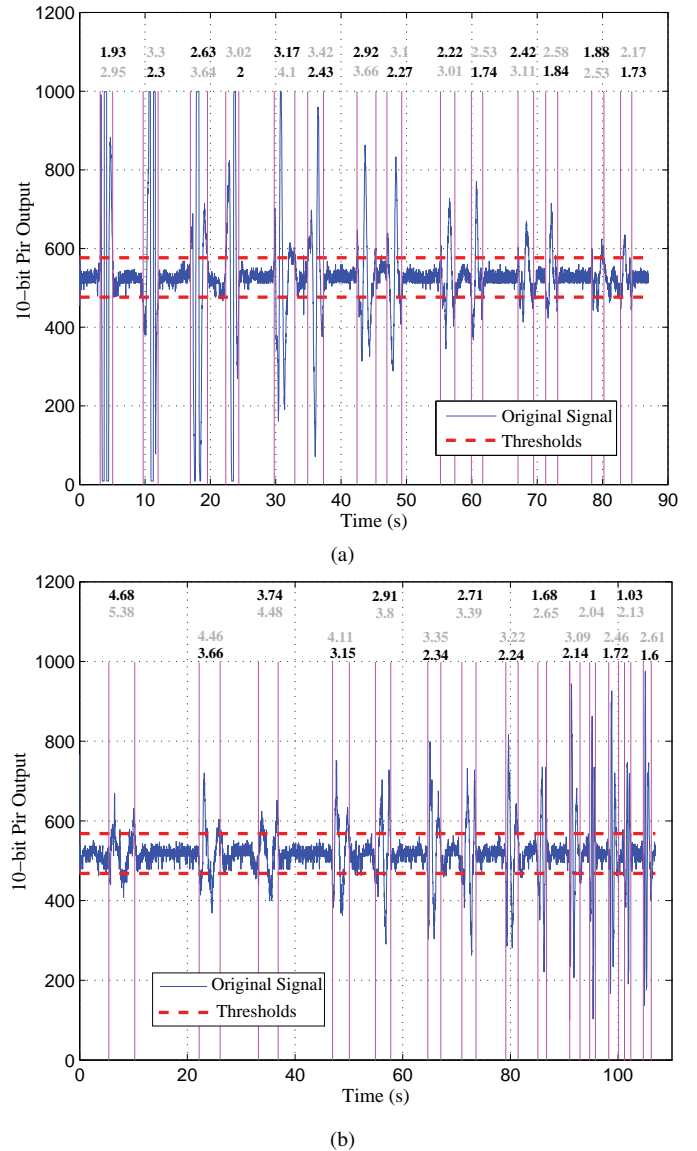 1200
1.93 3.3 2.63 3.02 3.17 3.42 2.92 3.1 2.22 2.53 2.42 2.58 1.88 2.17
2.95 2.3 3.64 2 4.1 2.43 3.66 2.27 3.01 1.74 3.11 1.84 2.53 1.73
1000
800
600
400
200
0
10-bit Pir Output
Original Signal
Thresholds
0 10 20 30 40 50 60 70 80 90
Time (s)
(a)
1200
4.68 3.74 2.91 2.71 1.68 1 1.03
5.38 4.48 3.8 3.39 2.65 2.04 2.13
4.46 4.11 3.35 3.22 3.09 2.46 2.61
3.66 3.15 2.34 2.24 2.14 1.72 1.6
1000
800
600
400
200
0
10-bit Pir Output
Original Signal
Thresholds
0 20 40 60 80 100
Time (s)
(b)